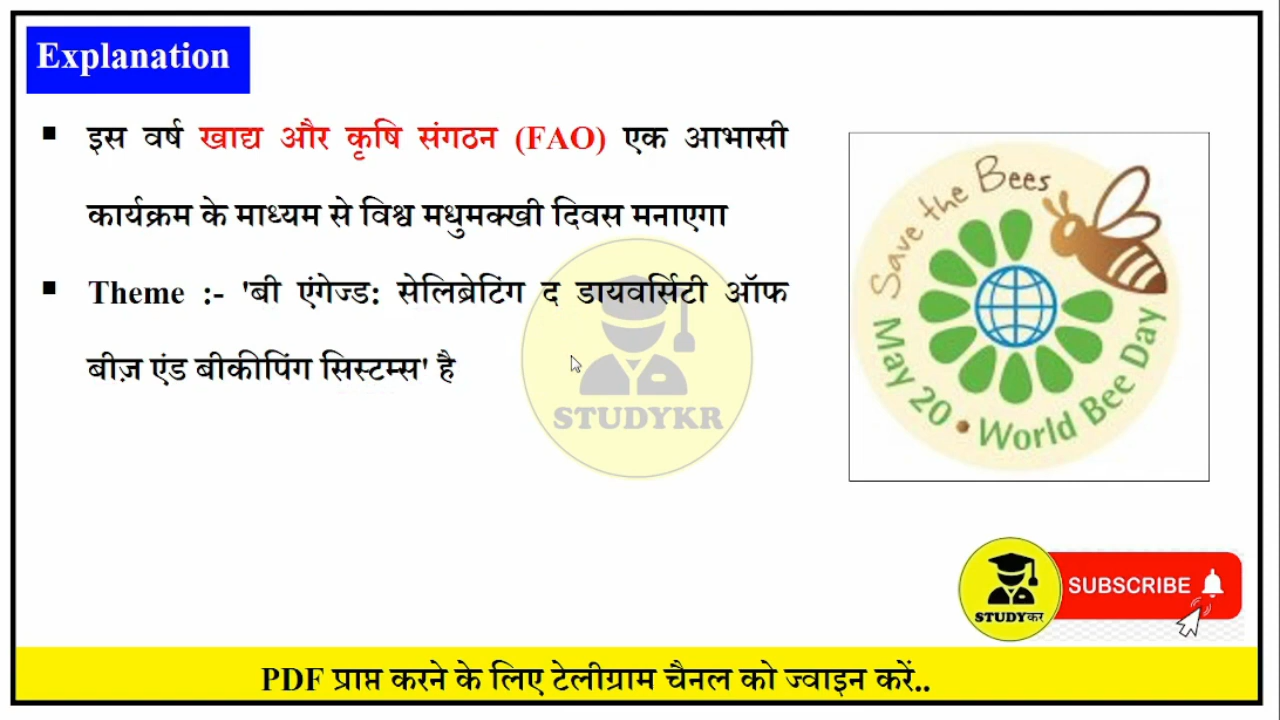 Explanation
▪ इस वर्ष खाद्य और कृषि संगठन (FAO) एक आभासी
कार्यक्रम के माध्यम से विश्व मधुमक्खी दिवस मनाएगा
▪ Theme :- 'बी एंगेज्ड: सेलिब्रेटिंग द डायवर्सिटी ऑफ
बीज़ एंड बीकीपिंग सिस्टम्स' है
STUDYKR
Save the Bees
May 20 • World Bee Day
STUDYकर
SUBSCRIBE
PDF प्राप्त करने के लिए टेलीग्राम चैनल को ज्वाइन करें..